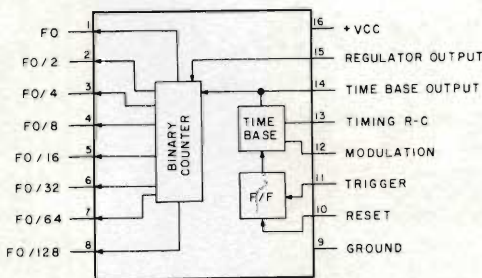 FO 1
FO/2 2
FO/4 3
FO/8 4
FO/16 5
FO/32 6
FO/64 7
FO/128 8
BINARY
COUNTER
TIME
BASE
F/F
16 +VCC
15 REGULATOR OUTPUT
14 TIME BASE OUTPUT
13 TIMING R-C
12 MODULATION
11 TRIGGER
10 RESET
9 GROUND